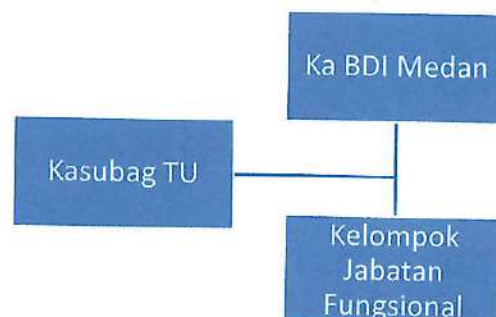 Ka BDI Medan
Kasubag TU
Kelompok
Jabatan
Fungsional